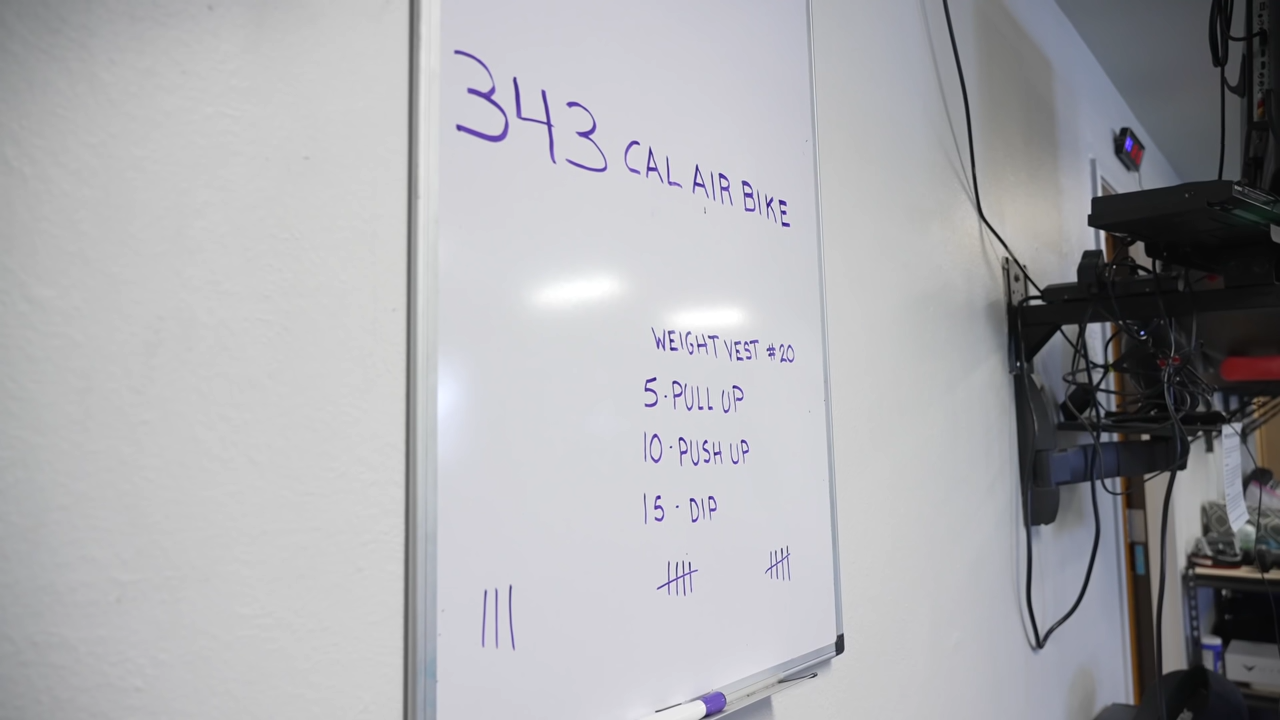 343 CAL AIR BIKE
WEIGHT VEST #20
5 · PULL UP
10 · PUSH UP
15 · DIP